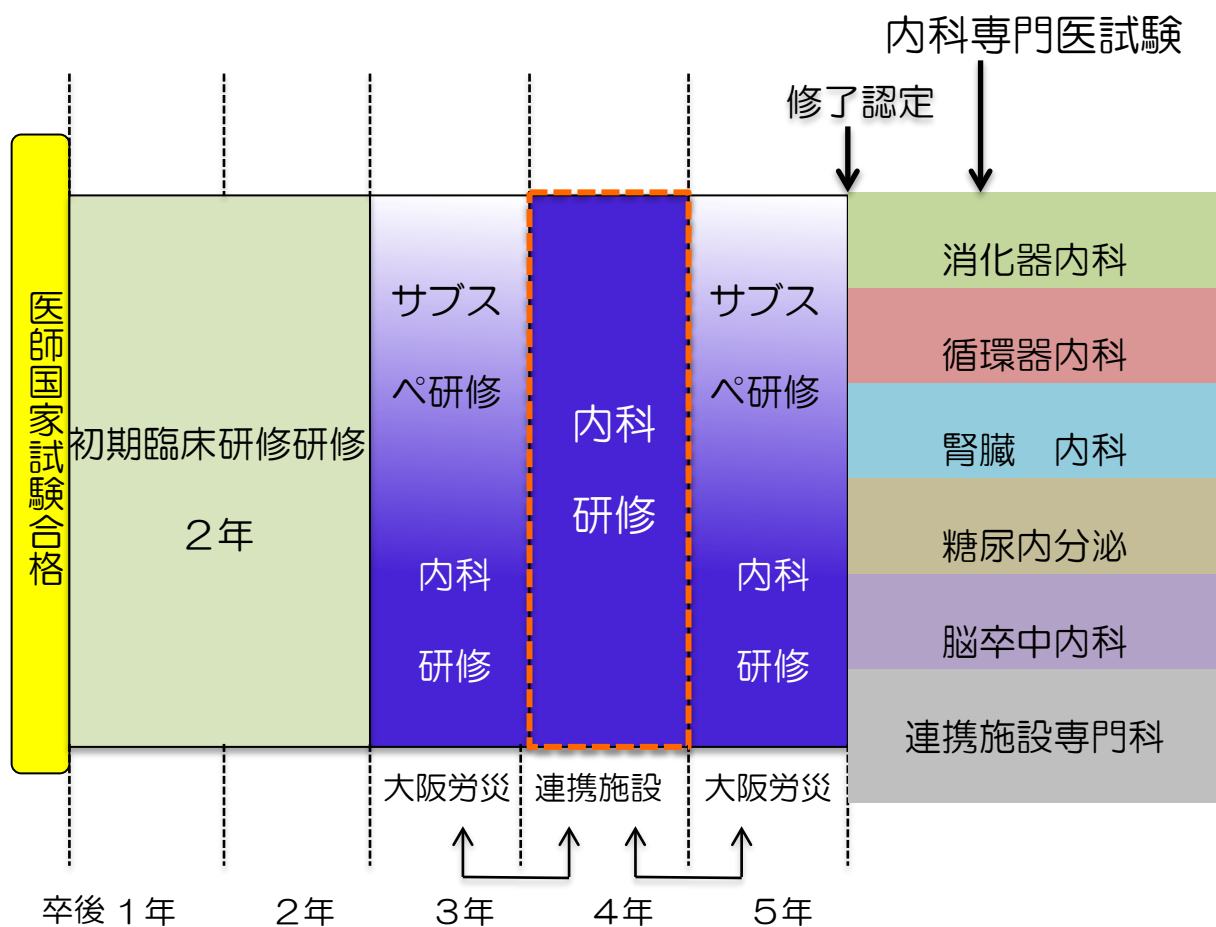 内科専門医試験
修了認定
医師国家試験合格
初期臨床研修研修
２年
サブス
ペ研修
内科
研修
内科
研修
サブス
ペ研修
内科
研修
消化器内科
循環器内科
腎臓　内科
糖尿内分泌
脳卒中内科
連携施設専門科
大阪労災
連携施設
大阪労災
卒後 １年
２年
３年
４年
５年